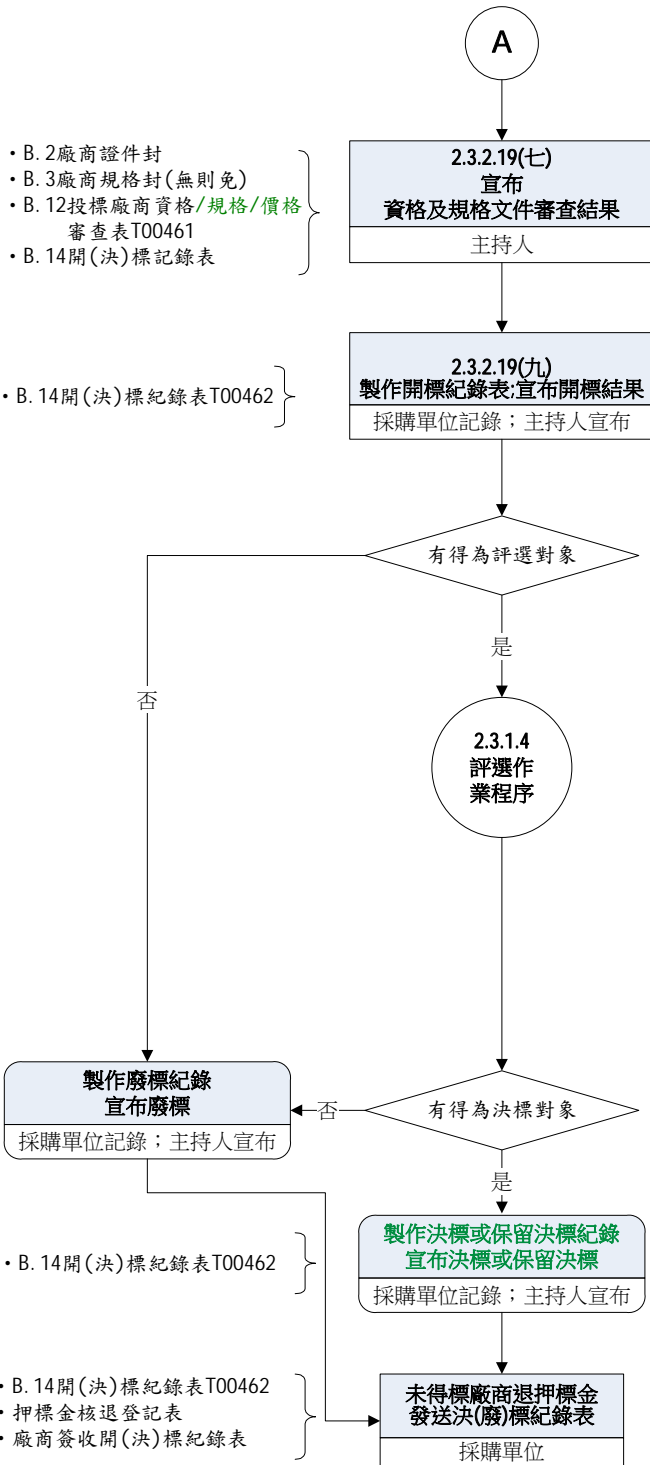 A
・B.2廠商證件封
・B.3廠商規格封(無則免)
・B.12投標廠商資格/規格/價格
審查表T00461
・B.14開(決)標記錄表
2.3.2.19(七)
宣布
資格及規格文件審查結果
主持人
・B.14開(決)標紀錄表T00462
2.3.2.19(九)
製作開標紀錄表;宣布開標結果
採購單位記錄；主持人宣布
有得為評選對象
是
否
2.3.1.4
評選作
業程序
製作廢標紀錄
宣布廢標
採購單位記錄；主持人宣布
否
有得為決標對象
是
・B.14開(決)標紀錄表T00462
製作決標或保留決標紀錄
宣布決標或保留決標
採購單位記錄；主持人宣布
・B.14開(決)標紀錄表T00462
・押標金核退登記表
・廠商簽收開(決)標紀錄表
未得標廠商退押標金
發送決(廢)標紀錄表
採購單位